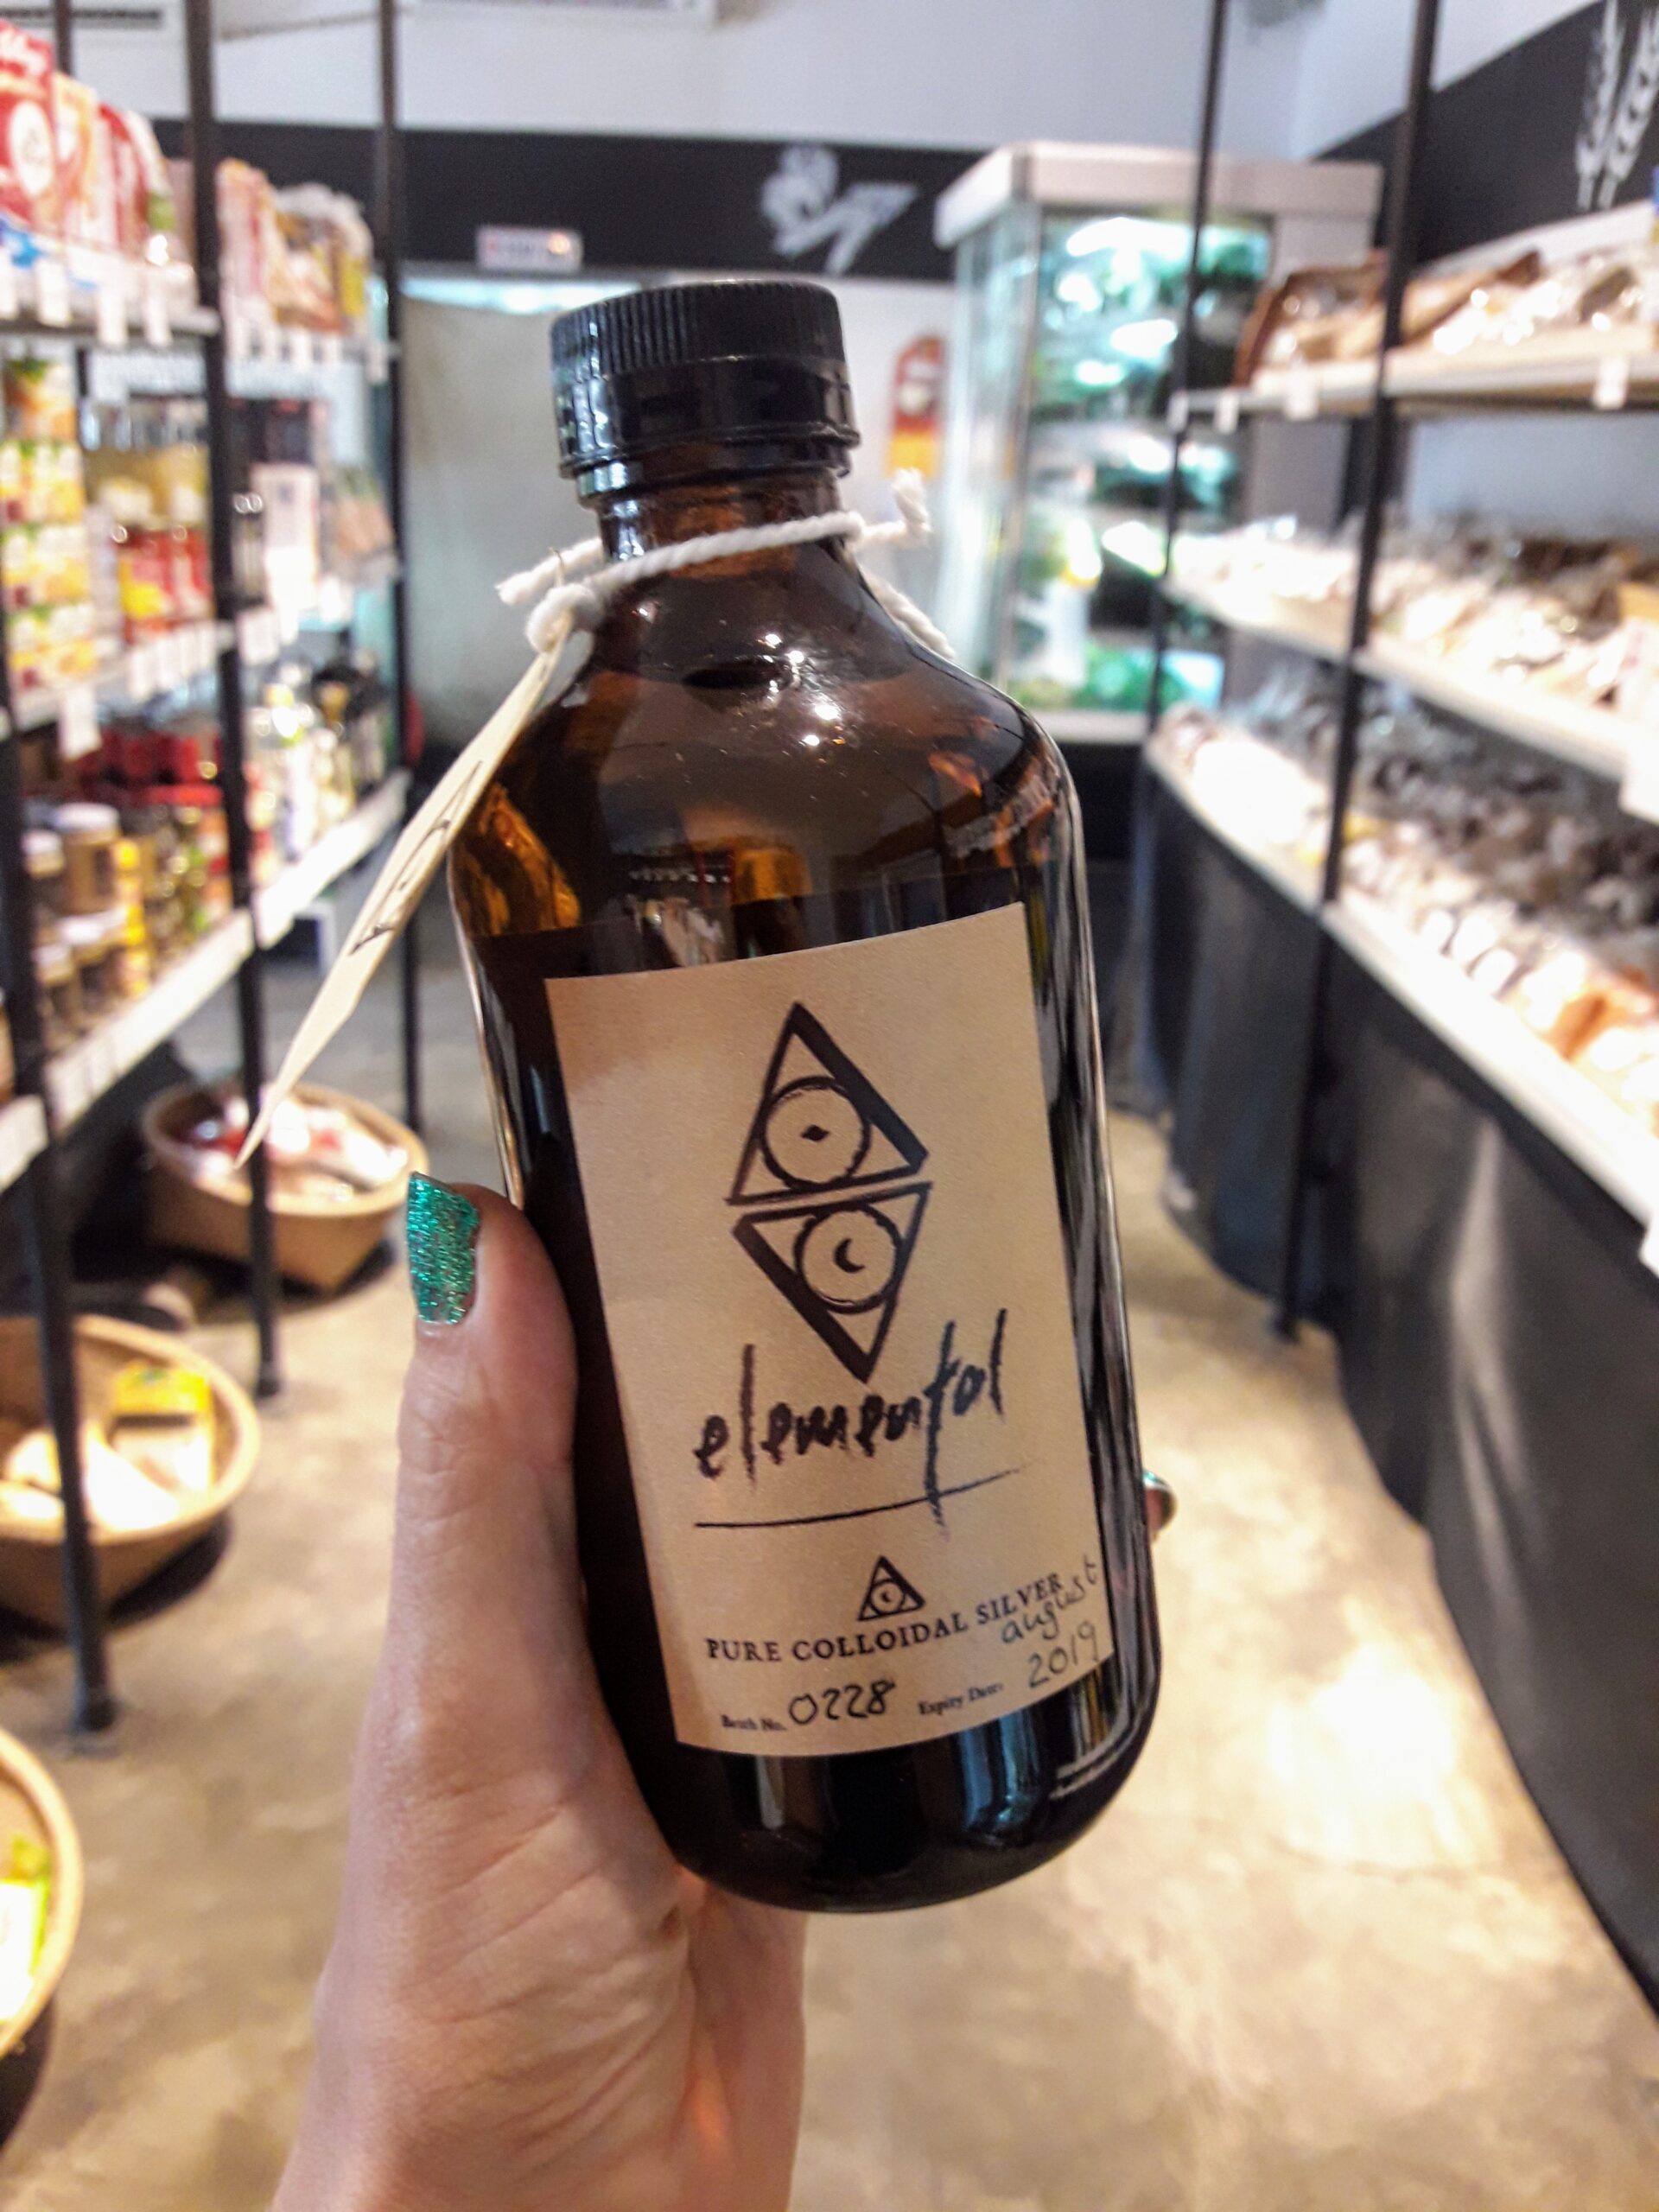 elemental
PURE COLLOIDAL SILVER
Batch No. 0228 Expiry Date: august 2019